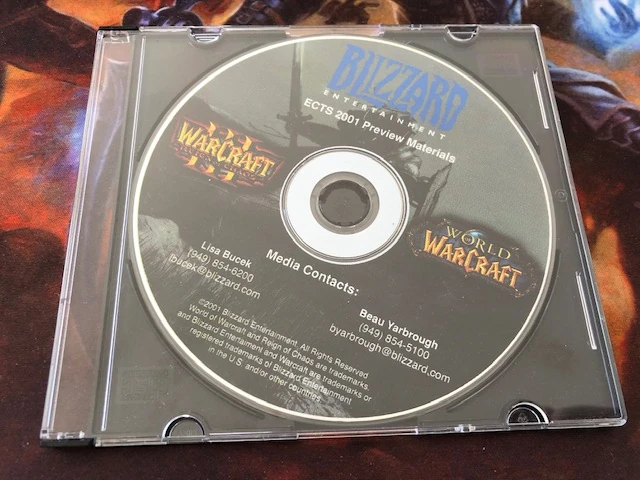 BLIZZARD
ENTERTAINMENT
ECTS 2001 Preview Materials
WARCRAFT
III
WORLD
OF
WARCRAFT
Media Contacts:
Lisa Bucek
(949) 854-6200
lbucek@blizzard.com
Beau Yarbrough
(949) 854-5100
byarbrough@blizzard.com
©2001 Blizzard Entertainment. All Rights Reserved
World of Warcraft and Reign of Chaos are trademarks,
and Blizzard Entertaiment and Warcraft are trademarks or
registered trademarks of Blizzard Entertainment
in the U.S. and/or other countries.